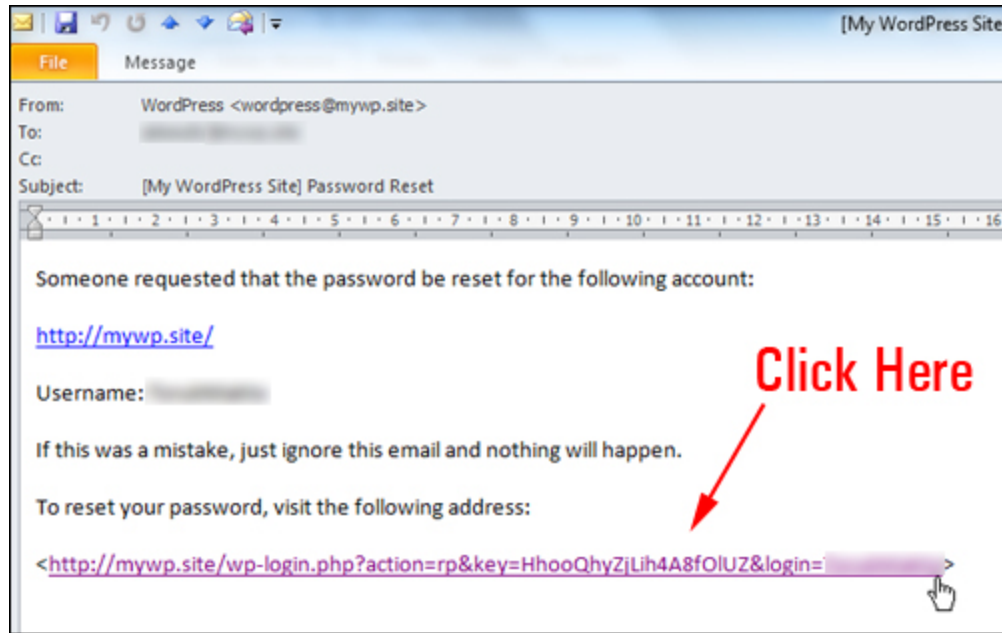 [My WordPress Site
File Message
From: WordPress <wordpress@mywp.site>
To:
Cc:
Subject: [My WordPress Site] Password Reset
1 2 3 4 5 6 7 8 9 10 11 12 13 14 15 16
Someone requested that the password be reset for the following account:
http://mywp.site/
Click Here
Username:
If this was a mistake, just ignore this email and nothing will happen.
To reset your password, visit the following address:
<http://mywp.site/wp-login.php?action=rp&key=HhooQhyZjLih4A8fOlUZ&login=>